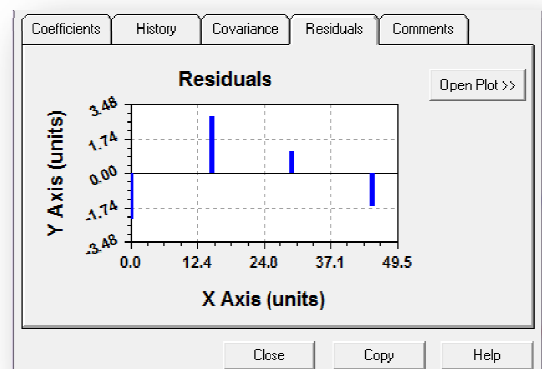 Coefficients History Covariance Residuals Comments
Residuals
Open Plot >>
Y Axis (units)
3.48
1.74
0.00
-1.74
-3.48
0.0 12.4 24.8 37.1 49.5
X Axis (units)
Close Copy Help